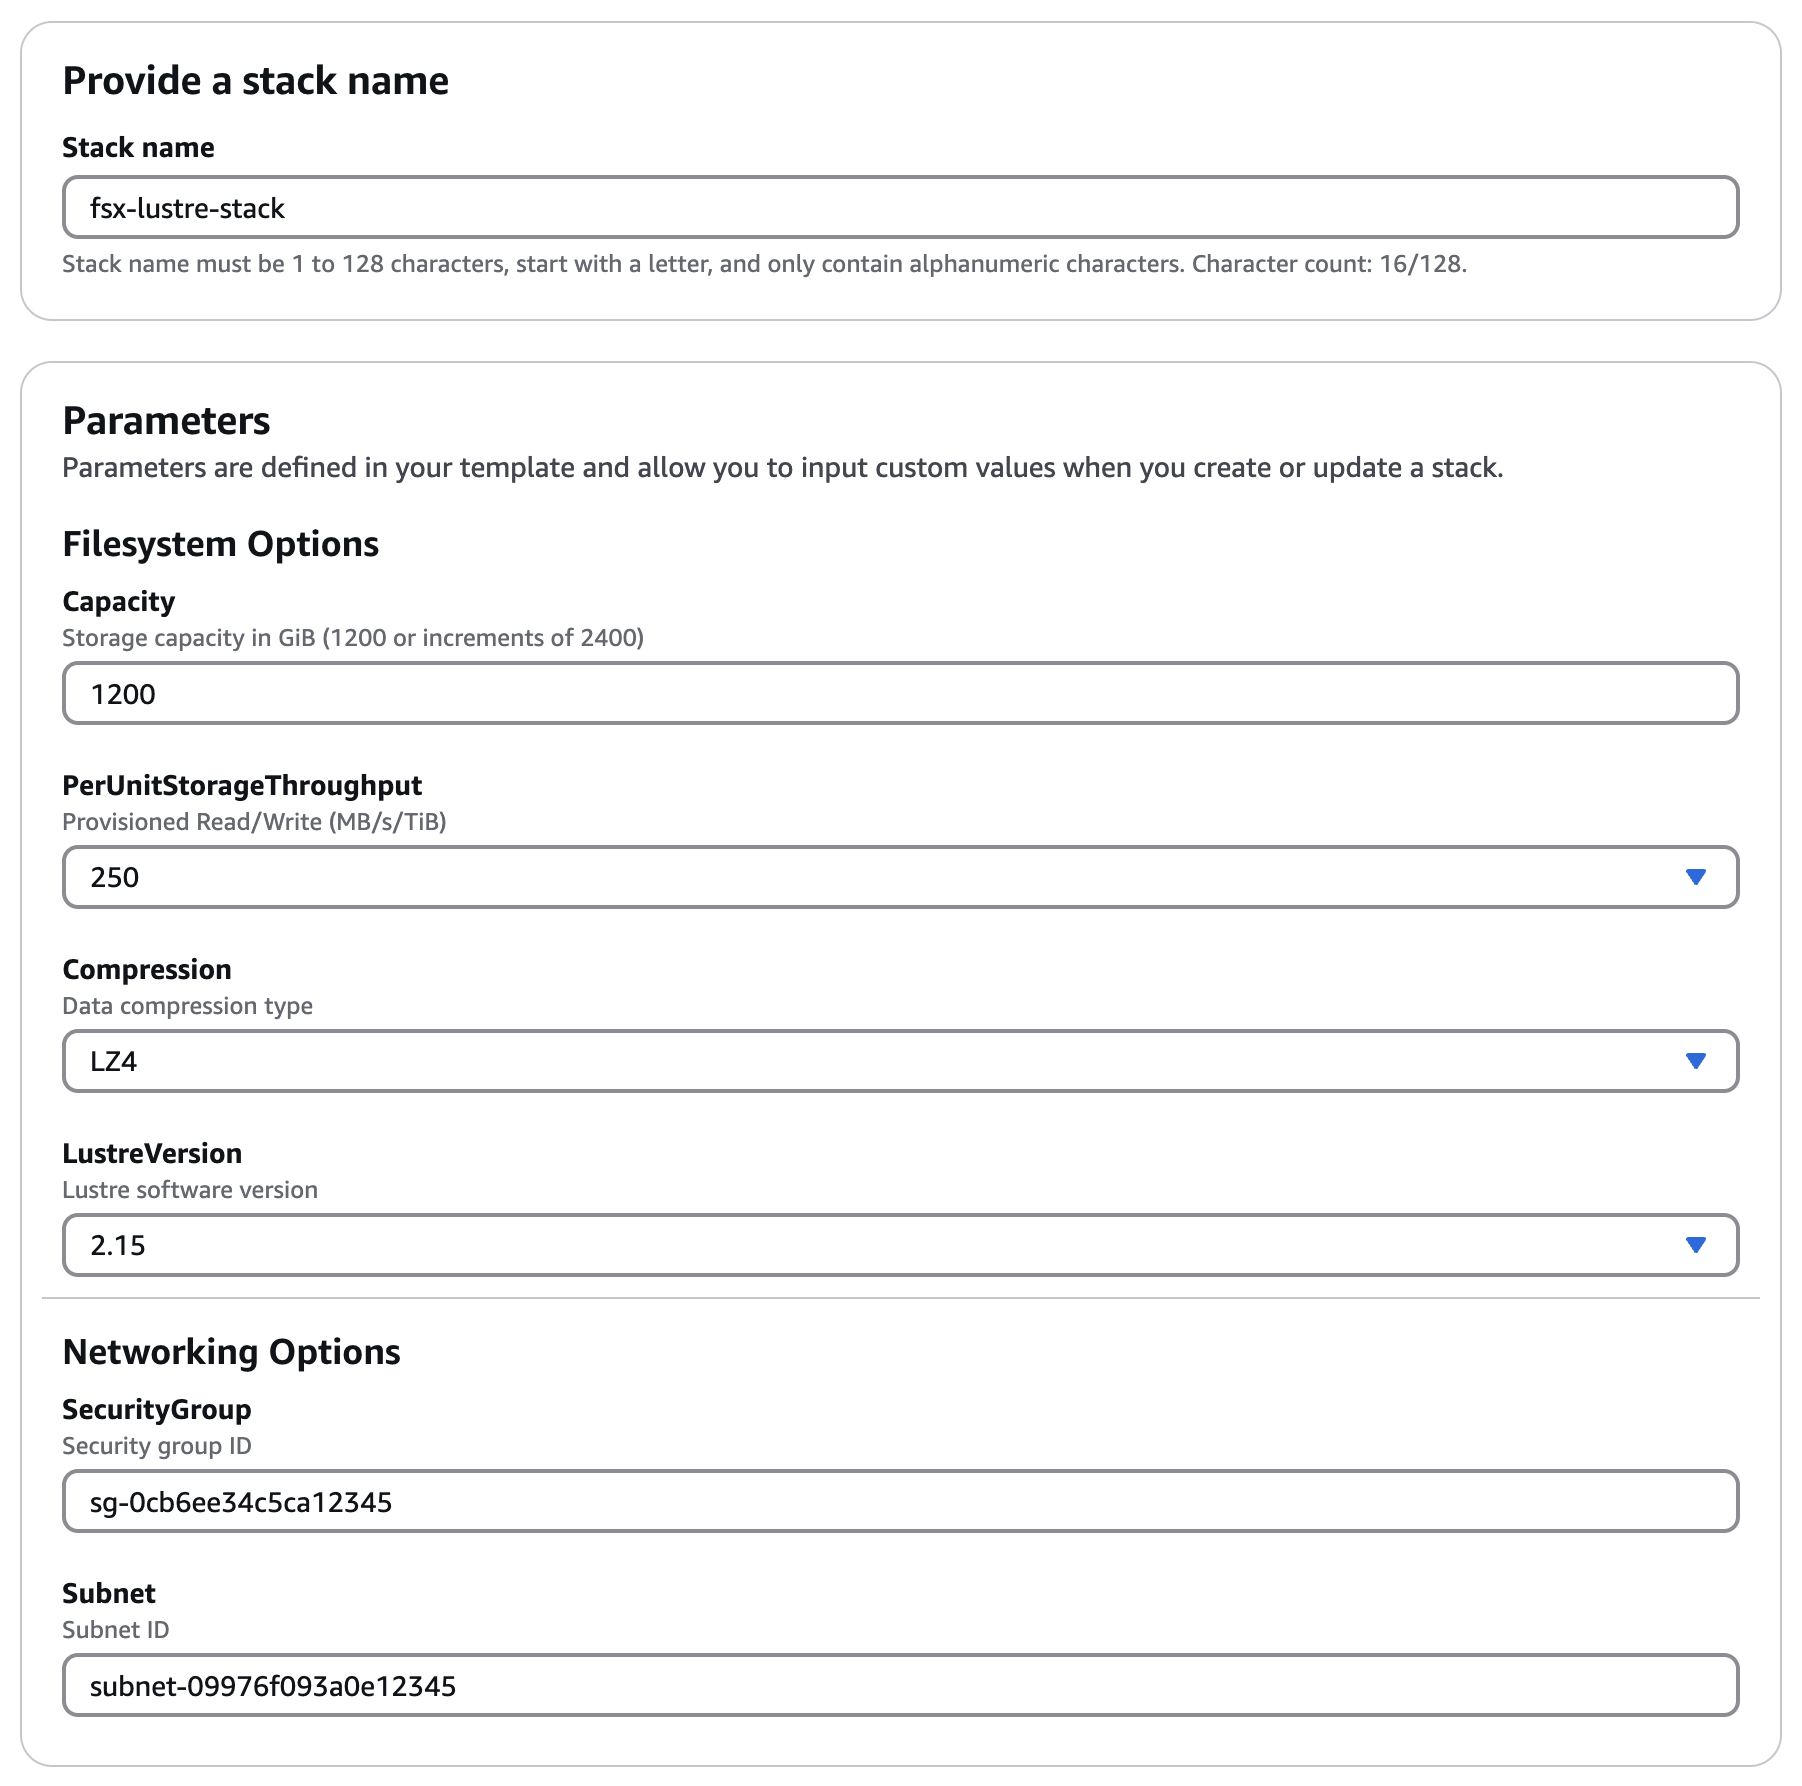 Provide a stack name
Stack name
fsx-lustre-stack
Stack name must be 1 to 128 characters, start with a letter, and only contain alphanumeric characters. Character count: 16/128.
Parameters
Parameters are defined in your template and allow you to input custom values when you create or update a stack.
Filesystem Options
Capacity
Storage capacity in GiB (1200 or increments of 2400)
1200
PerUnitStorageThroughput
Provisioned Read/Write (MB/s/TiB)
250
Compression
Data compression type
LZ4
LustreVersion
Lustre software version
2.15
Networking Options
SecurityGroup
Security group ID
sg-0cb6ee34c5ca12345
Subnet
Subnet ID
subnet-09976f093a0e12345